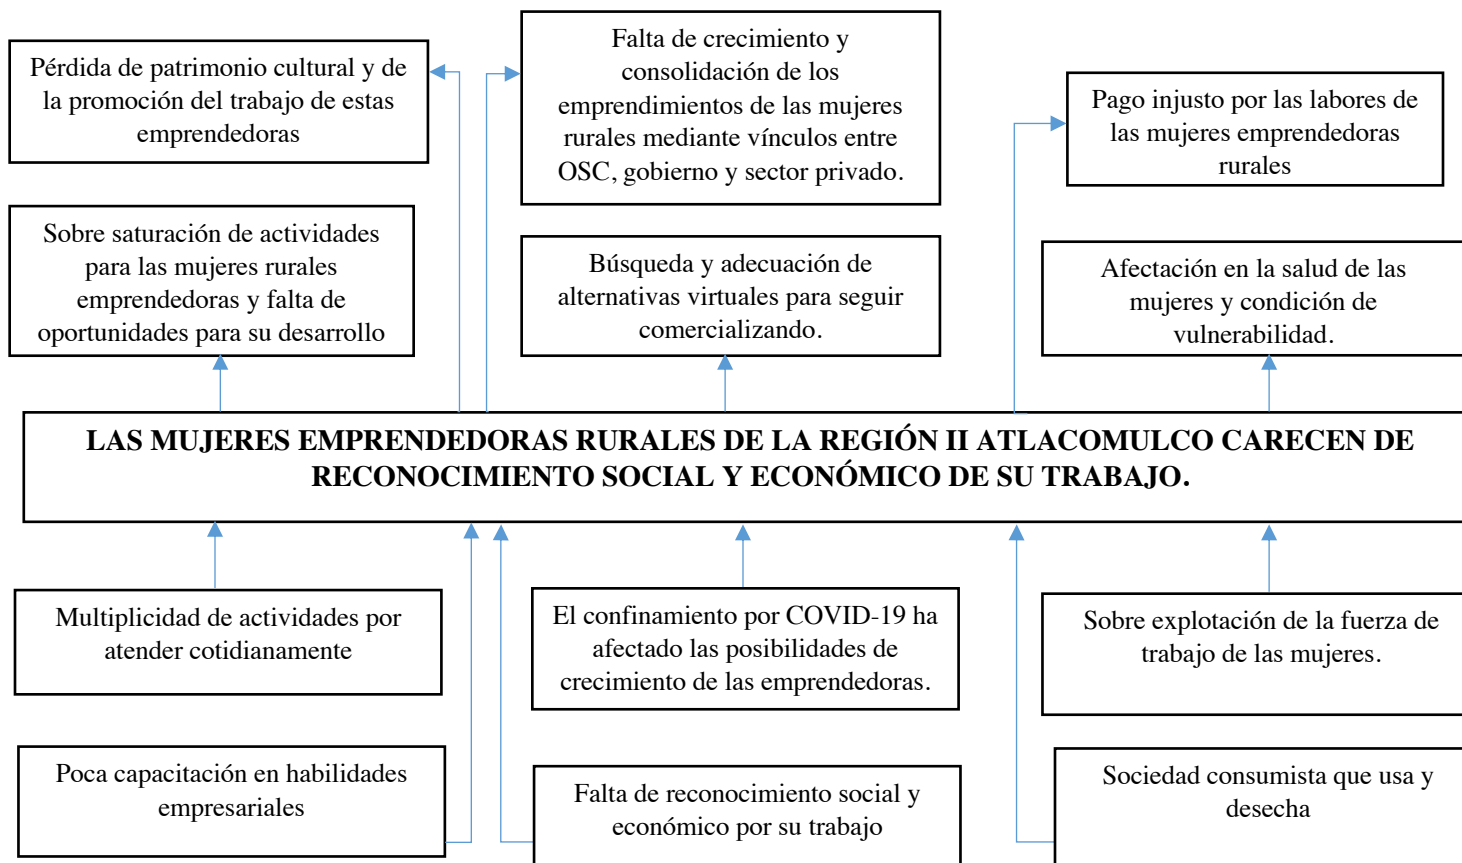 Pérdida de patrimonio cultural y de
la promoción del trabajo de estas
emprendedoras
Falta de crecimiento y
consolidación de los
emprendimientos de las mujeres
rurales mediante vínculos entre
OSC, gobierno y sector privado.
Pago injusto por las labores de
las mujeres emprendedoras
rurales
Sobre saturación de actividades
para las mujeres rurales
emprendedoras y falta de
oportunidades para su desarrollo
Búsqueda y adecuación de
alternativas virtuales para seguir
comercializando.
Afectación en la salud de las
mujeres y condición de
vulnerabilidad.
LAS MUJERES EMPRENDEDORAS RURALES DE LA REGIÓN II ATLACOMULCO CARECEN DE
RECONOCIMIENTO SOCIAL Y ECONÓMICO DE SU TRABAJO.
Multiplicidad de actividades por
atender cotidianamente
El confinamiento por COVID-19 ha
afectado las posibilidades de
crecimiento de las emprendedoras.
Sobre explotación de la fuerza de
trabajo de las mujeres.
Poca capacitación en habilidades
empresariales
Falta de reconocimiento social y
económico por su trabajo
Sociedad consumista que usa y
desecha